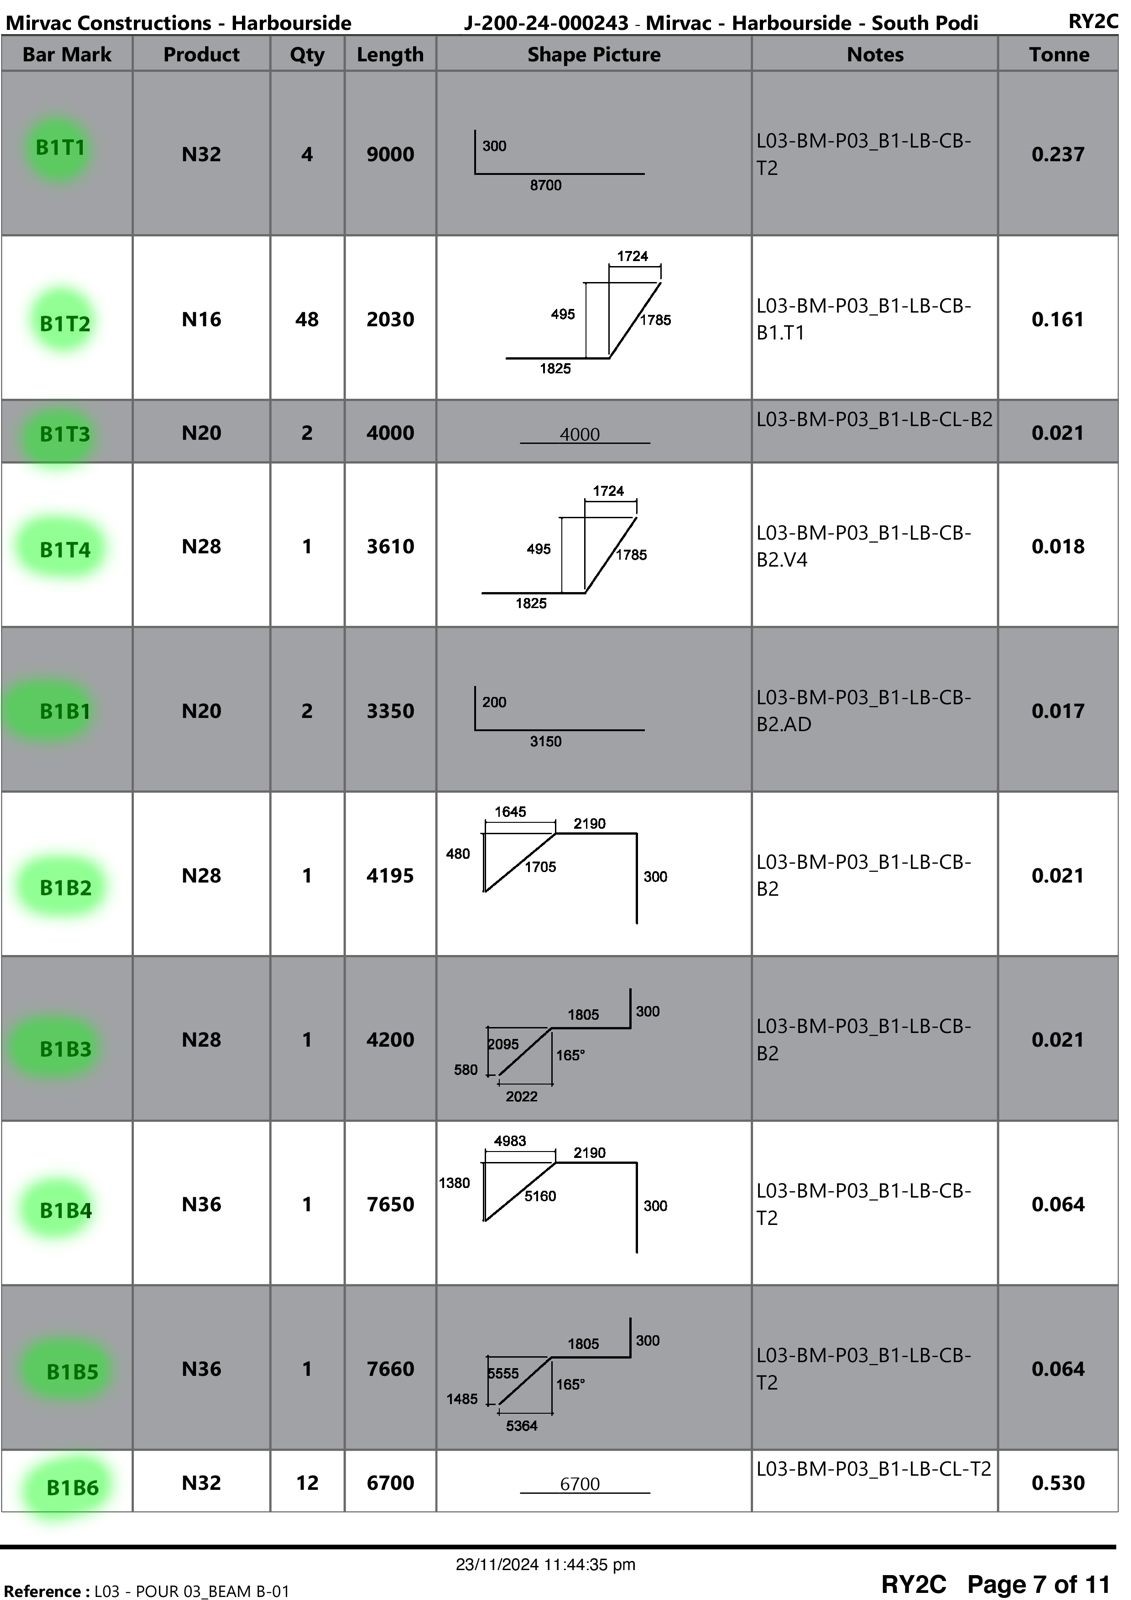 Mirvac Constructions - Harbourside J-200-24-000243 - Mirvac - Harbourside - South Podi RY2C
Bar Mark Product Qty Length Shape Picture Notes Tonne
B1T1 N32 4 9000 300 L03-BM-P03_B1-LB-CB- 0.237
8700 T2
1724
B1T2 N16 48 2030 495 1785 L03-BM-P03_B1-LB-CB- 0.161
1825 B1.T1
B1T3 N20 2 4000 4000 L03-BM-P03_B1-LB-CL-B2 0.021
1724
B1T4 N28 1 3610 495 1785 L03-BM-P03_B1-LB-CB- 0.018
1825 B2.V4
B1B1 N20 2 3350 200 L03-BM-P03_B1-LB-CB- 0.017
3150 B2.AD
1645 2190
B1B2 N28 1 4195 480 1705 300 L03-BM-P03_B1-LB-CB- 0.021
B2
1805 300
B1B3 N28 1 4200 2095 165° L03-BM-P03_B1-LB-CB- 0.021
580 B2
2022
4983 2190
B1B4 N36 1 7650 1380 5160 300 L03-BM-P03_B1-LB-CB- 0.064
T2
1805 300
B1B5 N36 1 7660 5555 165° L03-BM-P03_B1-LB-CB- 0.064
1485 T2
5364
B1B6 N32 12 6700 6700 L03-BM-P03_B1-LB-CL-T2 0.530
23/11/2024 11:44:35 pm
Reference : L03 - POUR 03_BEAM B-01 RY2C Page 7 of 11